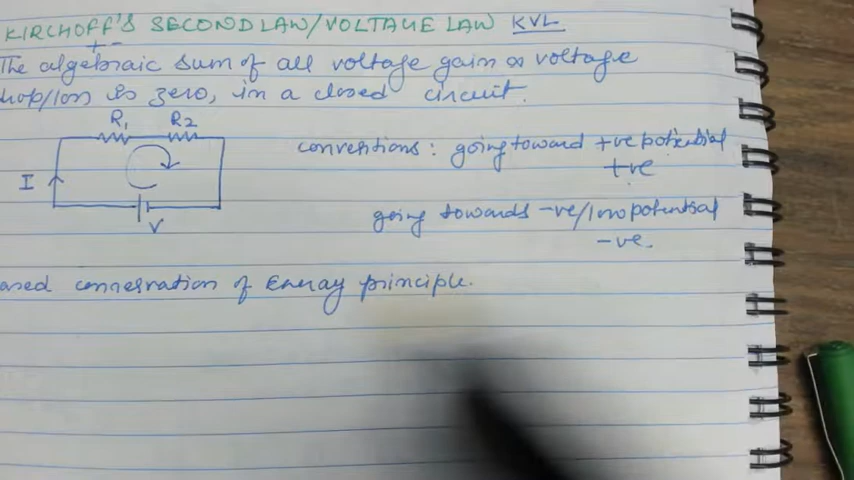 KIRCHOFF'S SECOND LAW/VOLTAGE LAW KVL
+ -
The algebraic sum of all voltage gain or voltage
drop/loss is zero, in a closed circuit.
R1 R2
conventions: going toward +ve potential
+ve
I
going towards -ve/low potential
-ve.
V
ased conservation of Energy principle.